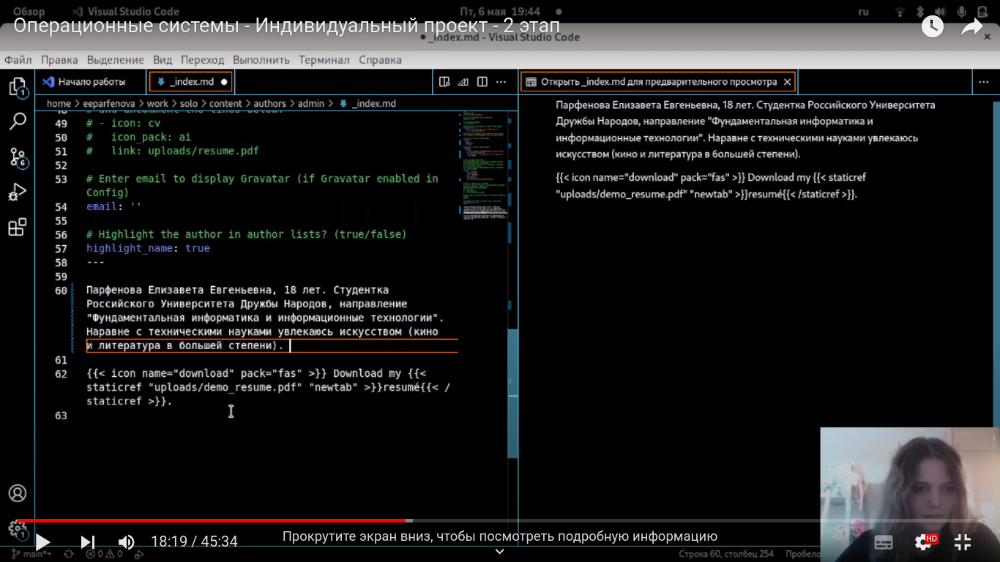 Обзор Visual Studio Code Пт, 6 мая 19:44 ru
Операционные системы - Индивидуальный проект - 2 этап
_index.md - Visual Studio Code
Файл Правка Выделение Вид Переход Выполнить Терминал Справка
Начало работы _index.md Открыть _index.md для предварительного просмотра
home > eeparfenova > work > solo > content > authors > admin > _index.md
48 # and uncomment the lines below.
49 # - icon: cv
50 #   icon_pack: ai
51 #   link: uploads/resume.pdf
52
53 # Enter email to display Gravatar (if Gravatar enabled in
Config)
54 email: ''
55
56 # Highlight the author in author lists? (true/false)
57 highlight_name: true
58 ---
59
60 Парфенова Елизавета Евгеньевна, 18 лет. Студентка
Российского Университета Дружбы Народов, направление
"Фундаментальная информатика и информационные технологии".
Наравне с техническими науками увлекаюсь искусством (кино
и литература в большей степени).
61
62 {{< icon name="download" pack="fas" >}} Download my {{<
staticref "uploads/demo_resume.pdf" "newtab" >}}resumé{{< /
staticref >}}.
63
Парфенова Елизавета Евгеньевна, 18 лет. Студентка Российского Университета
Дружбы Народов, направление "Фундаментальная информатика и
информационные технологии". Наравне с техническими науками увлекаюсь
искусством (кино и литература в большей степени).
{{< icon name="download" pack="fas" >}} Download my {{< staticref
"uploads/demo_resume.pdf" "newtab" >}}resumé{{< /staticref >}}.
1
6
1
18:19 / 45:34
Прокрутите экран вниз, чтобы посмотреть подробную информацию
HD
main*+ 0 0 Строка 60, столбец 254